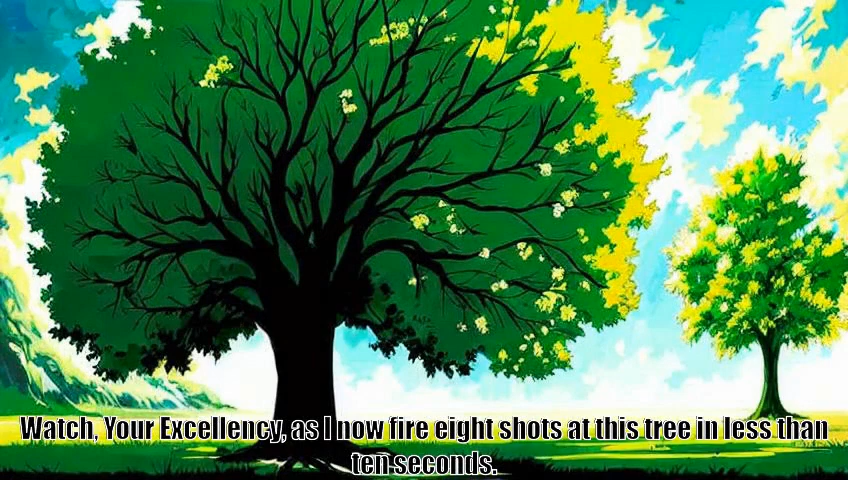 Watch, Your Excellency, as I now fire eight shots at this tree in less than
ten seconds.